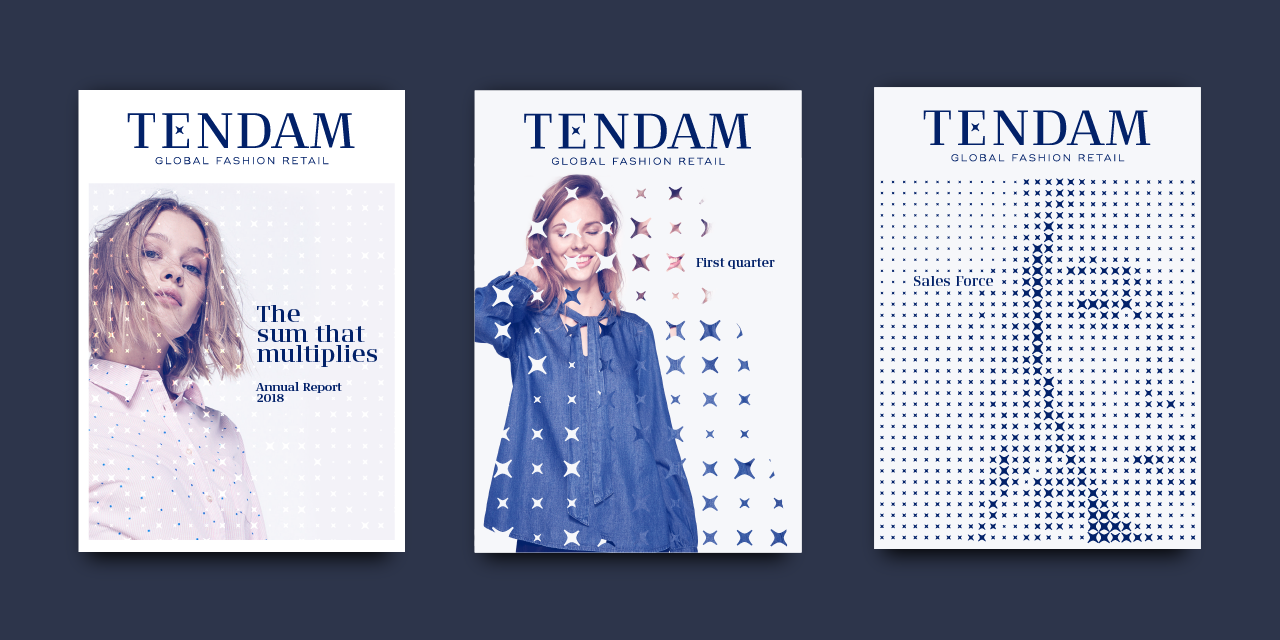 TENDAM
GLOBAL FASHION RETAIL
The
sum that
multiplies
Annual Report
2018
TENDAM
GLOBAL FASHION RETAIL
First quarter
TENDAM
GLOBAL FASHION RETAIL
Sales Force